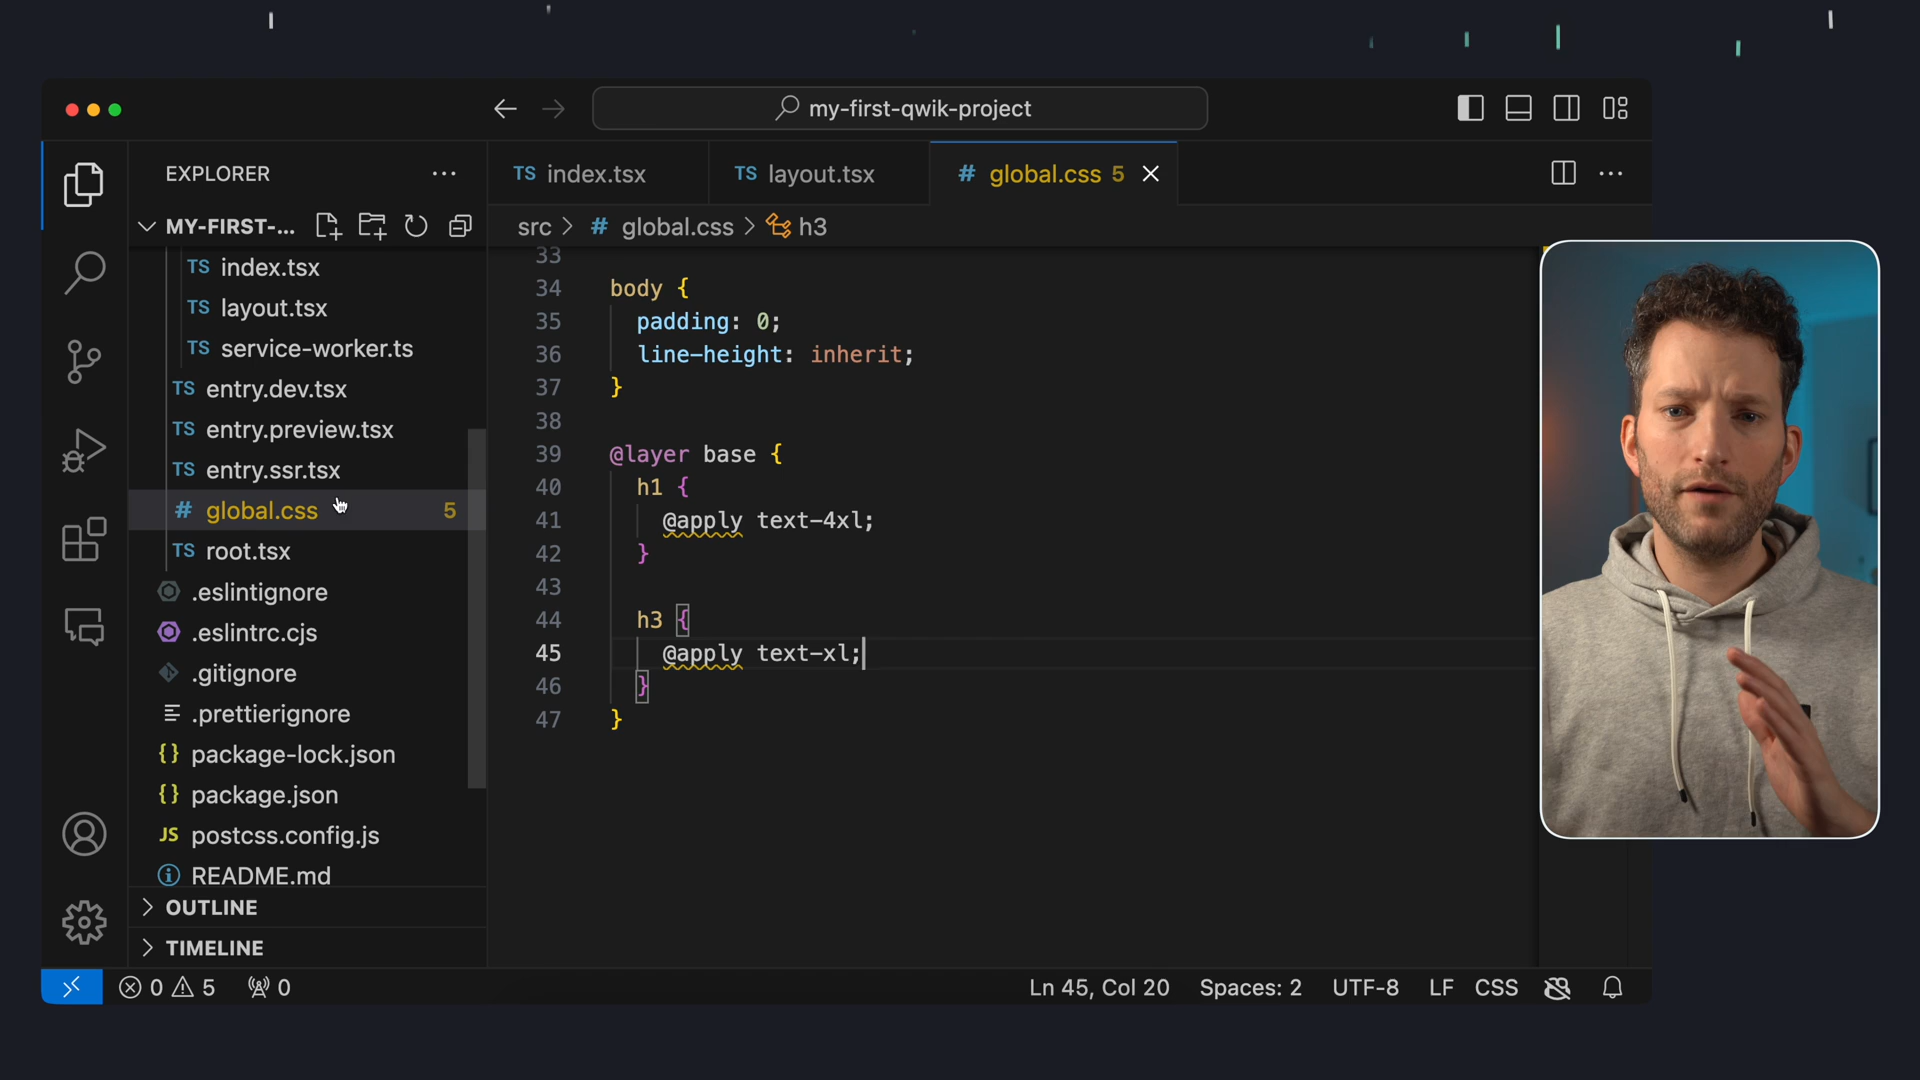 my-first-qwik-project
EXPLORER
MY-FIRST-...
TS index.tsx
TS layout.tsx
TS service-worker.ts
TS entry.dev.tsx
TS entry.preview.tsx
TS entry.ssr.tsx
# global.css 5
TS root.tsx
.eslintignore
.eslintrc.cjs
.gitignore
.prettierignore
{} package-lock.json
{} package.json
JS postcss.config.js
README.md
OUTLINE
TIMELINE
TS index.tsx
TS layout.tsx
# global.css 5
src > # global.css > h3
33
34 body {
35 padding: 0;
36 line-height: inherit;
37 }
38
39 @layer base {
40 h1 {
41 @apply text-4xl;
42 }
43
44 h3 {
45 @apply text-xl;
46 }
47 }
0 5 0
Ln 45, Col 20
Spaces: 2
UTF-8
LF
CSS